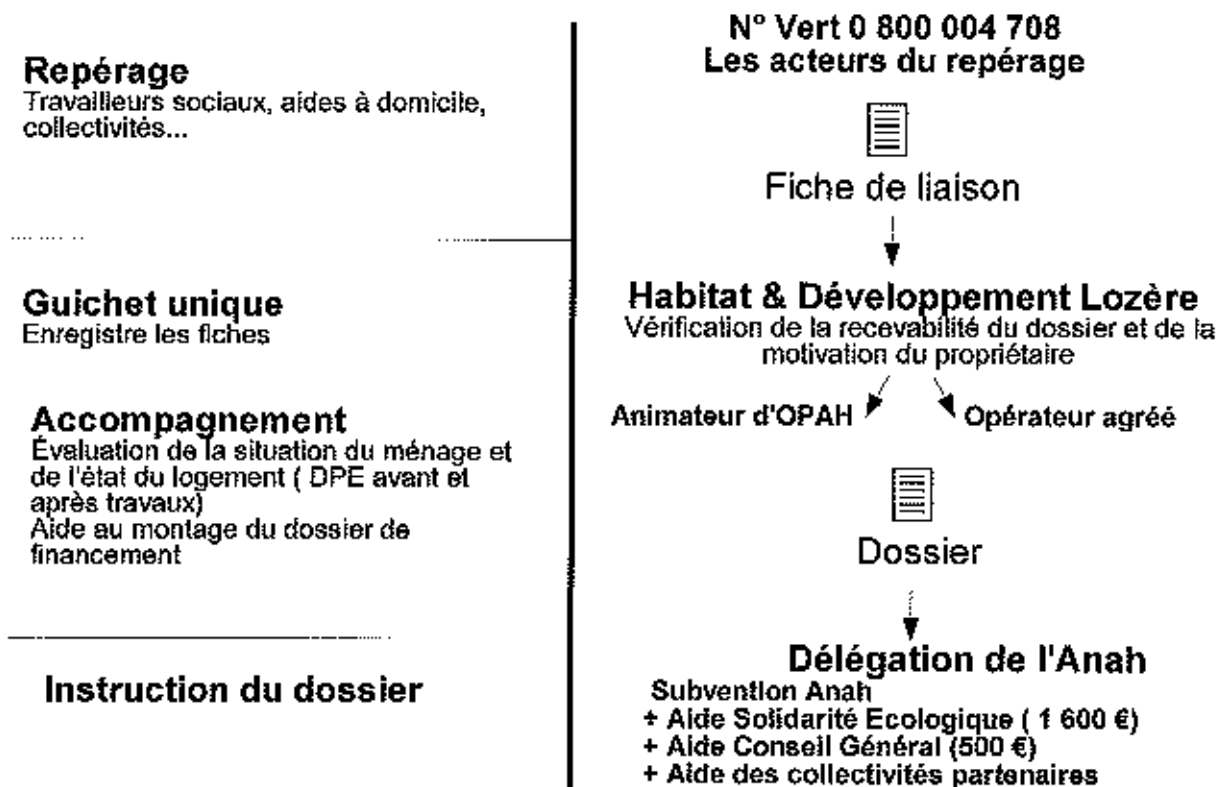 N° Vert 0 800 004 708
Les acteurs du repérage
Repérage
Travailleurs sociaux, aides à domicile,
collectivités...
Fiche de liaison
Guichet unique
Enregistre les fiches
Habitat & Développement Lozère
Vérification de la recevabilité du dossier et de la
motivation du propriétaire
Animateur d'OPAH
Opérateur agréé
Accompagnement
Évaluation de la situation du ménage et
de l'état du logement ( DPE avant et
après travaux)
Aide au montage du dossier de
financement
Dossier
Instruction du dossier
Délégation de l'Anah
Subvention Anah
+ Aide Solidarité Ecologique ( 1 600 €)
+ Aide Conseil Général (500 €)
+ Aide des collectivités partenaires